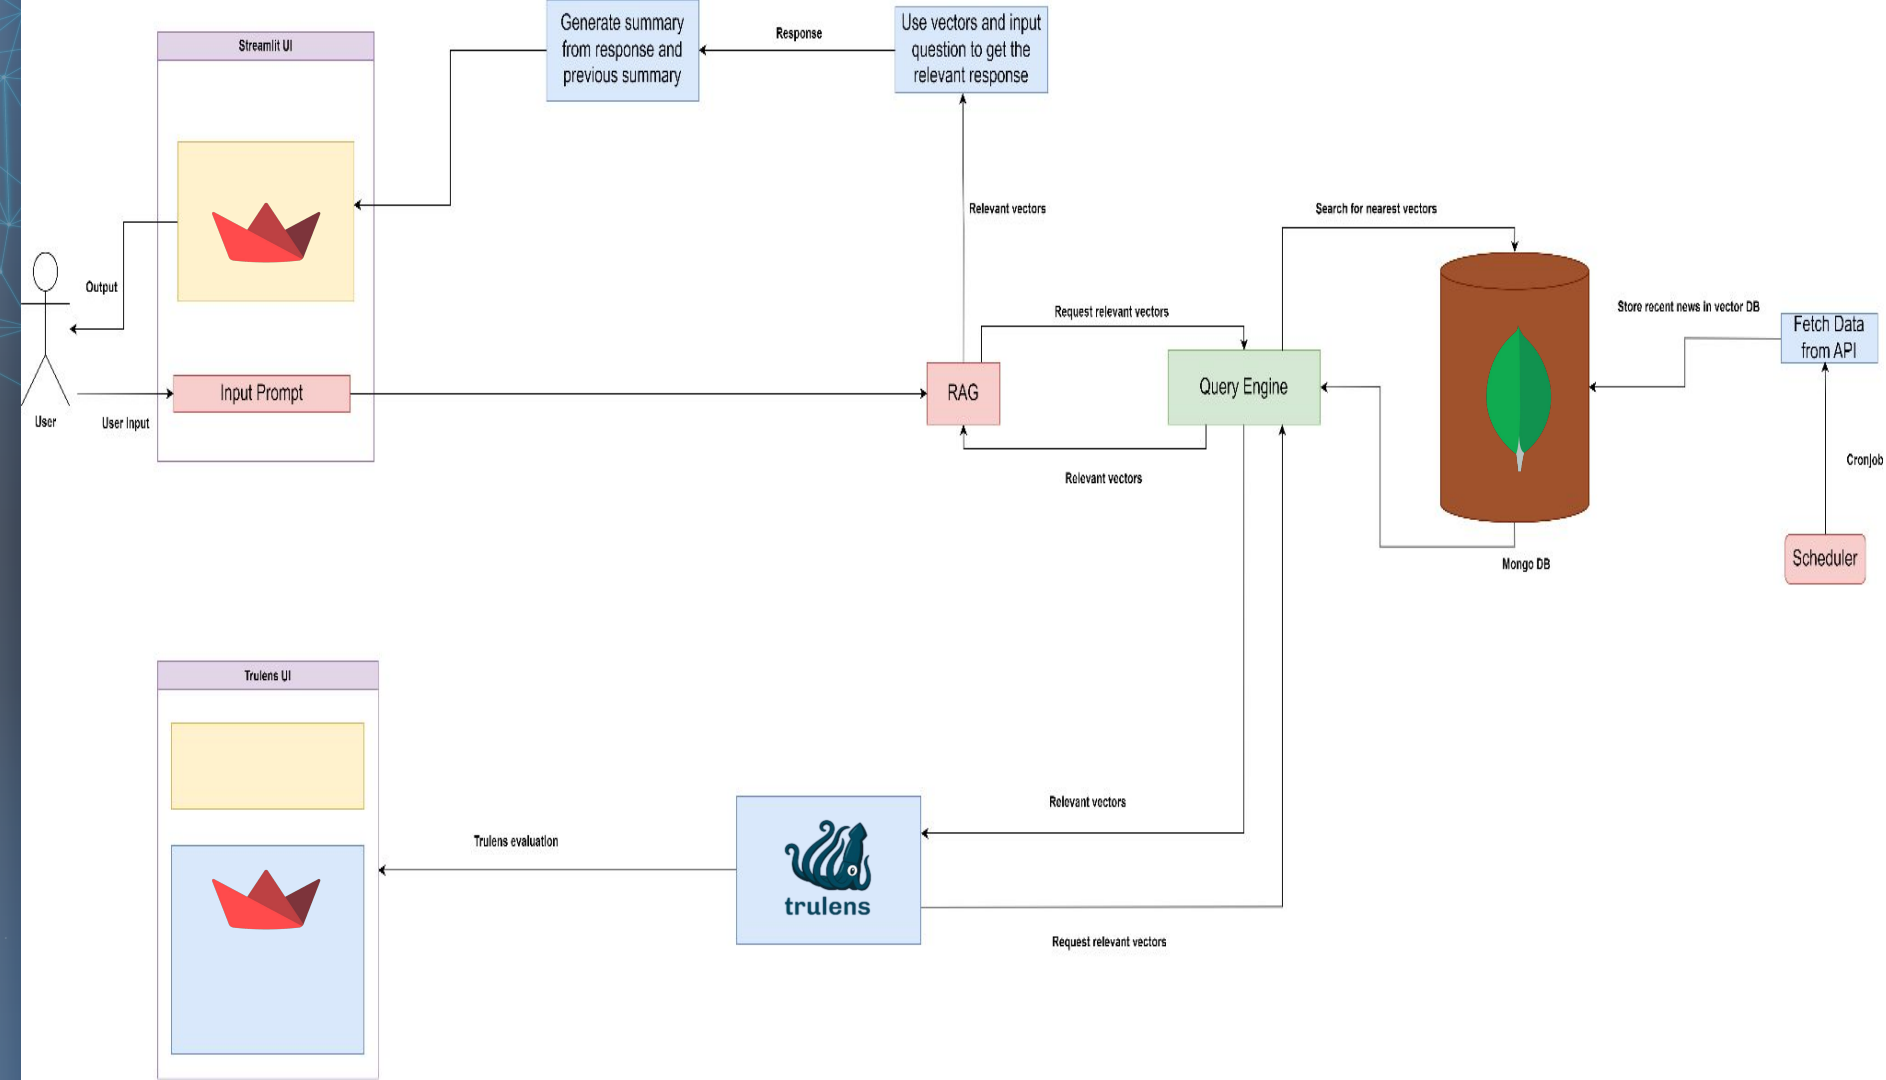 Streamlit UI
Generate summary
from response and
previous summary
Response
Use vectors and input
question to get the
relevant response
Relevant vectors
Search for nearest vectors
Output
Request relevant vectors
Store recent news in vector DB
Fetch Data
from API
User
User Input
Input Prompt
RAG
Query Engine
Relevant vectors
Cronjob
Mongo DB
Scheduler
Trulens UI
Trulens evaluation
trulens
Relevant vectors
Request relevant vectors